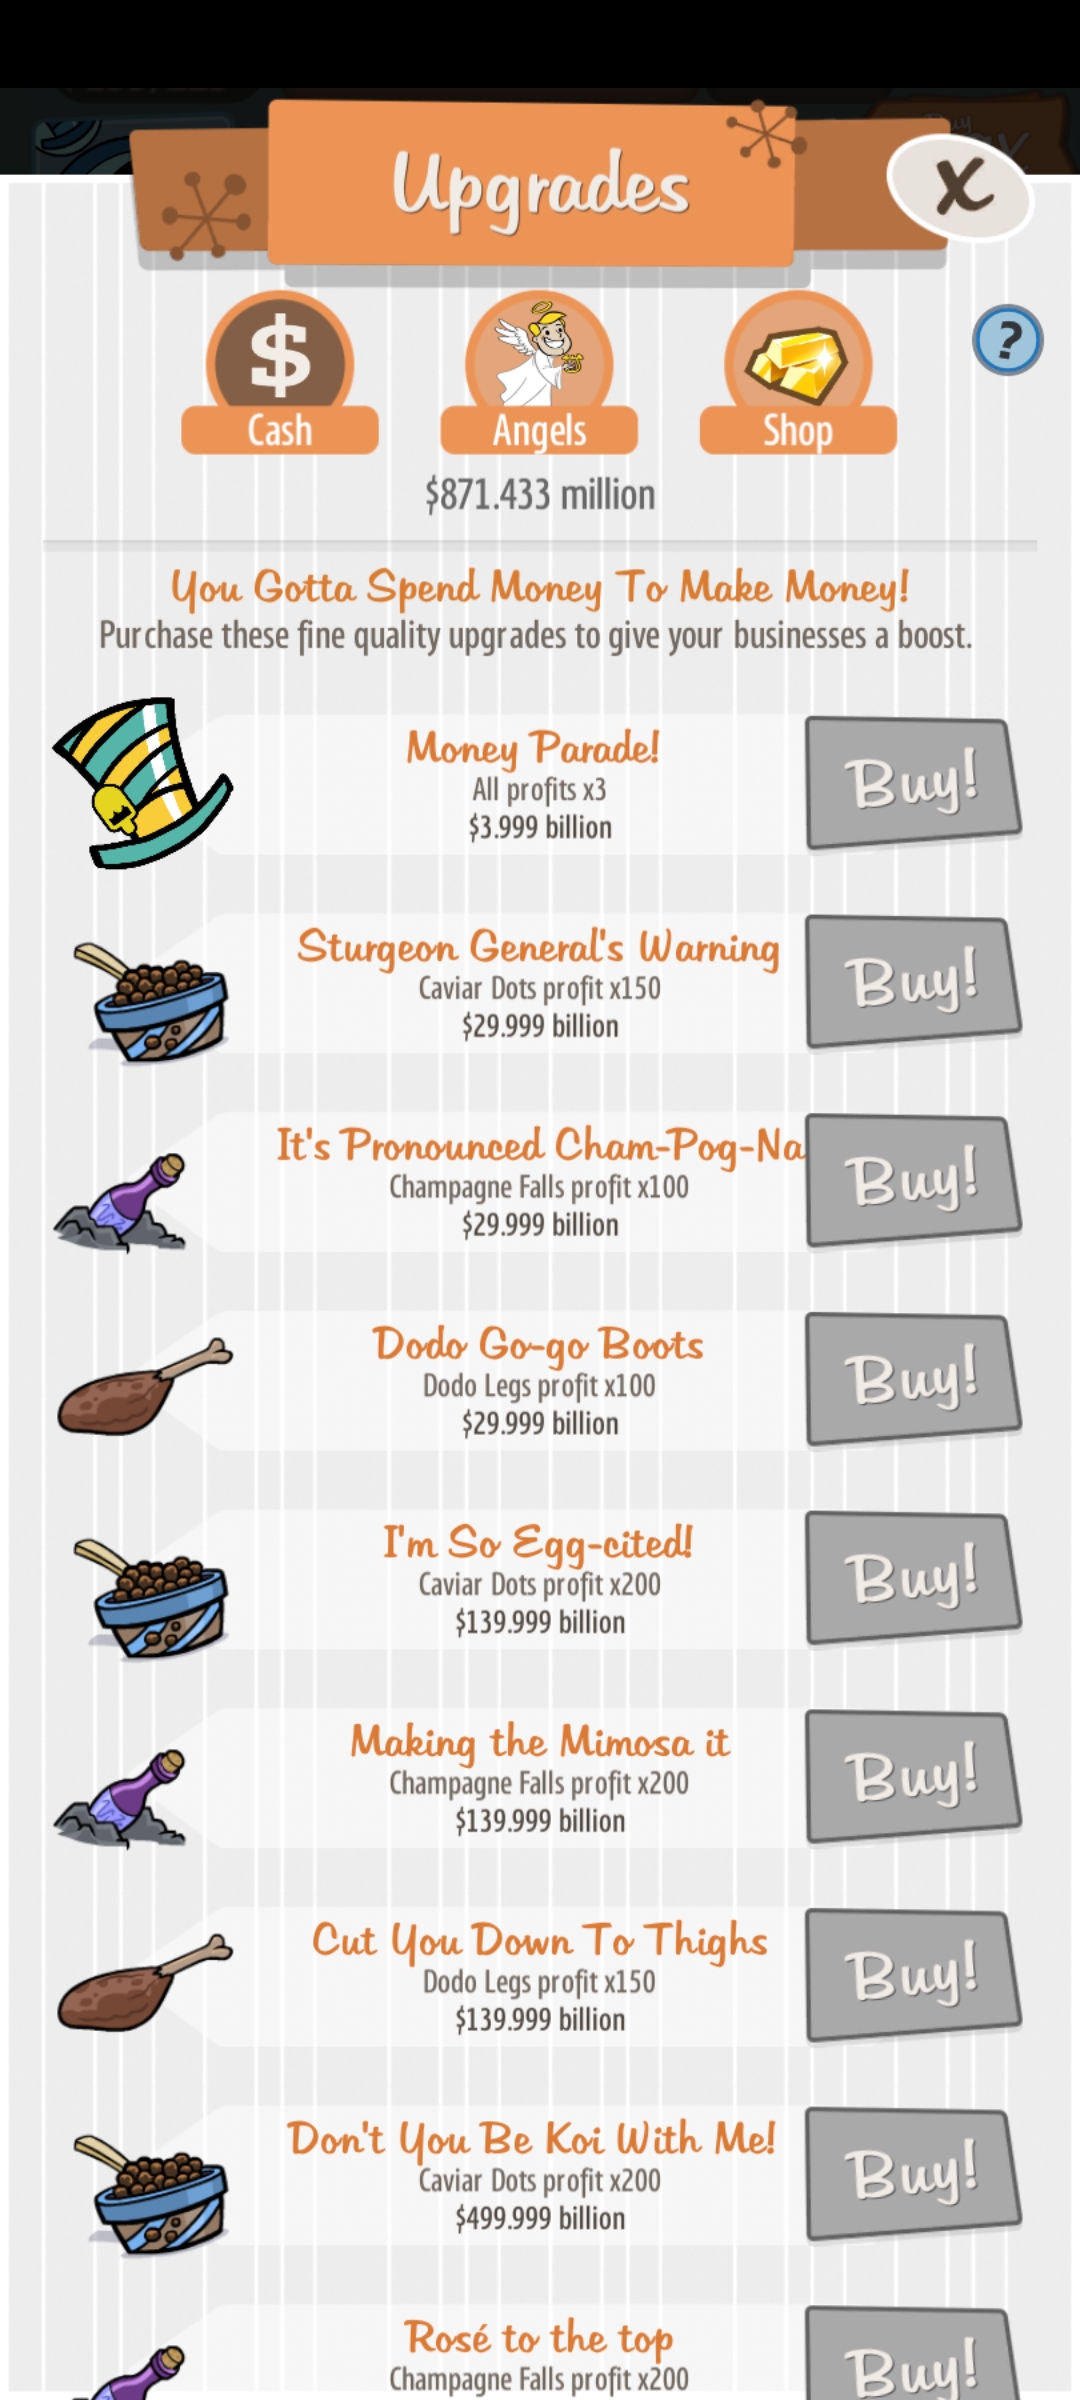 Upgrades
X
$
?
Cash
Angels
Shop
$871.433 million
You Gotta Spend Money To Make Money!
Purchase these fine quality upgrades to give your businesses a boost.
Money Parade!
All profits x3
$3.999 billion
Buy!
Sturgeon General's Warning
Caviar Dots profit x150
$29.999 billion
Buy!
It's Pronounced Cham-Pog-Na
Champagne Falls profit x100
$29.999 billion
Buy!
Dodo Go-go Boots
Dodo Legs profit x100
$29.999 billion
Buy!
I'm So Egg-cited!
Caviar Dots profit x200
$139.999 billion
Buy!
Making the Mimosa it
Champagne Falls profit x200
$139.999 billion
Buy!
Cut You Down To Thighs
Dodo Legs profit x150
$139.999 billion
Buy!
Don't You Be Koi With Me!
Caviar Dots profit x200
$499.999 billion
Buy!
Rosé to the top
Champagne Falls profit x200
Buy!